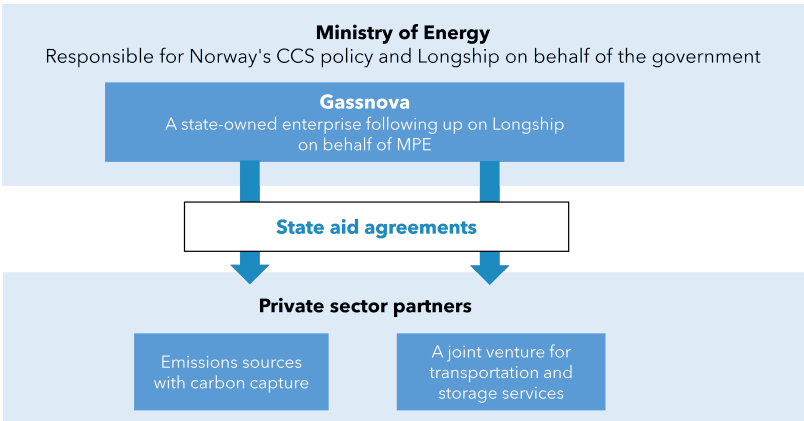 Ministry of Energy
Responsible for Norway's CCS policy and Longship on behalf of the government
Gassnova
A state-owned enterprise following up on Longship
on behalf of MPE
State aid agreements
Private sector partners
Emissions sources
with carbon capture
A joint venture for
transportation and
storage services